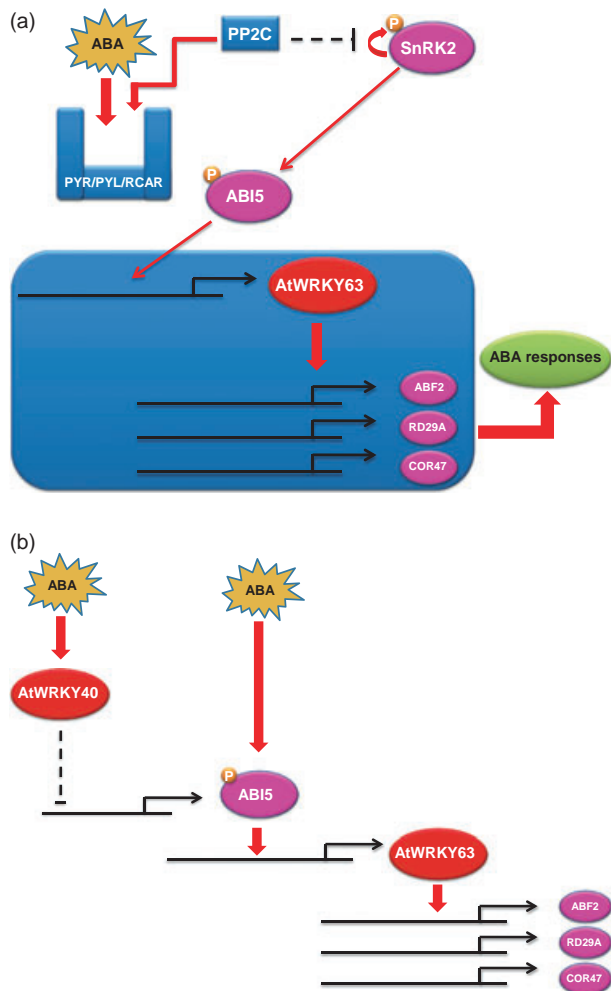 (a)
ABA
PP2C
P
SnRK2
PYR/PYL/RCAR
P
ABI5
AtWRKY63
ABA responses
ABF2
RD29A
COR47
(b)
ABA
ABA
AtWRKY40
P
ABI5
AtWRKY63
ABF2
RD29A
COR47